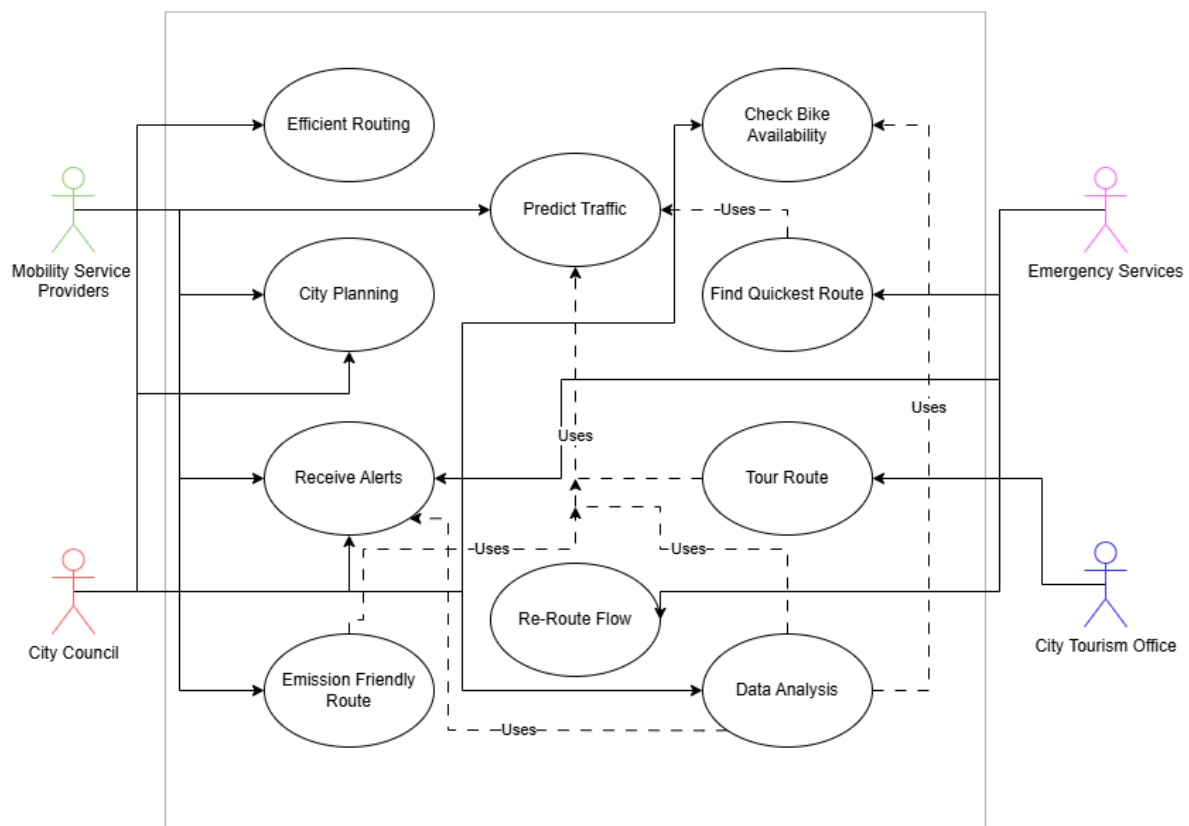 Efficient Routing
Check Bike
Availability
Predict Traffic
Uses
Mobility Service
Providers
City Planning
Find Quickest Route
Emergency Services
Uses
Uses
Receive Alerts
Tour Route
Uses
Uses
Re-Route Flow
City Council
City Tourism Office
Emission Friendly
Route
Data Analysis
Uses